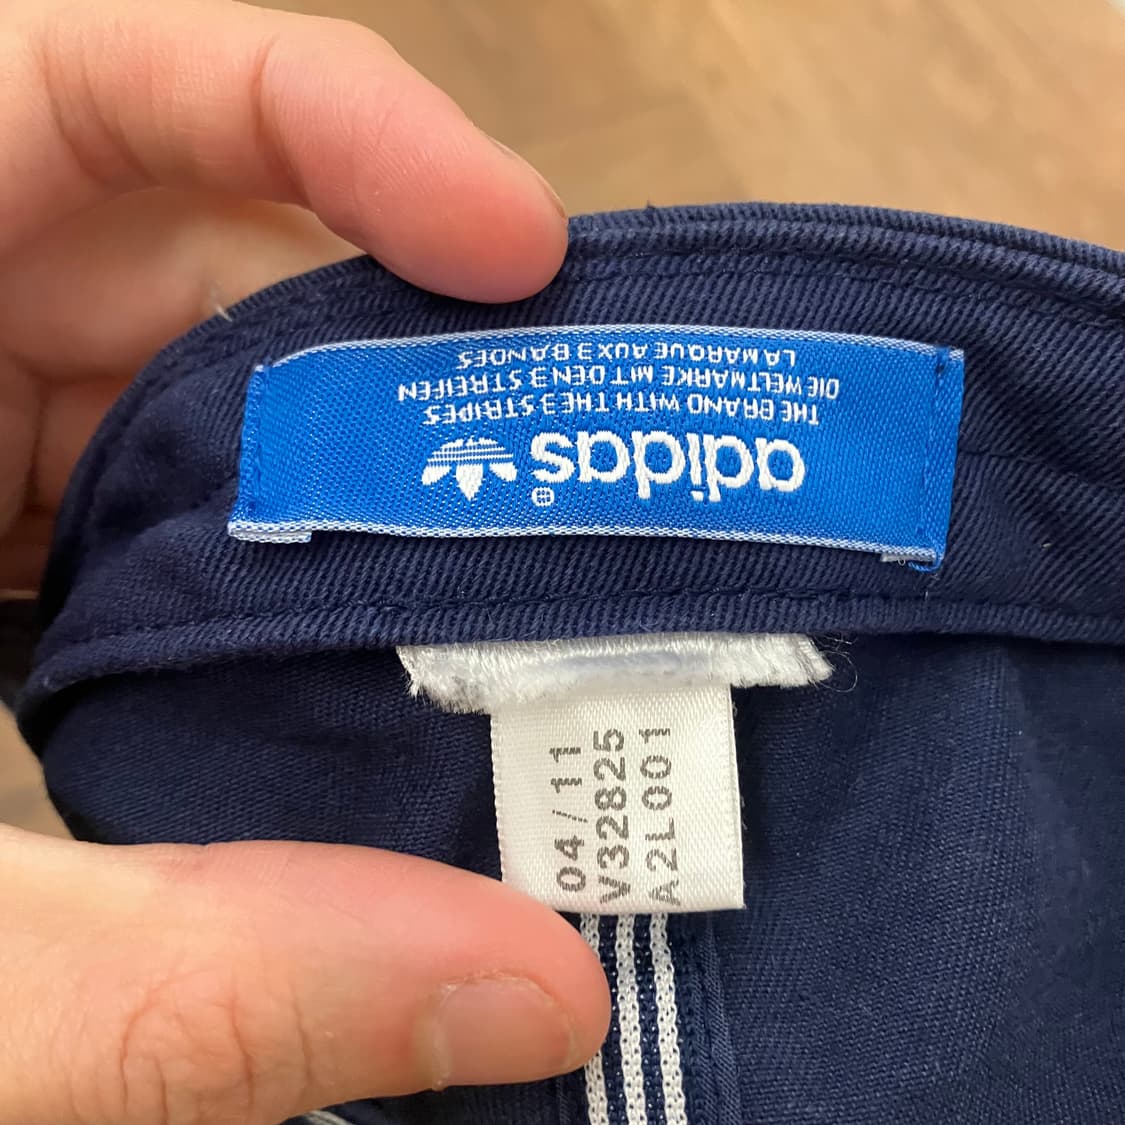 adidas®
THE BRAND WITH THE 3 STRIPES
DIE WELTMARKE MIT DEN 3 STREIFEN
LA MARQUE AUX 3 BANDES
04/11
V32825
A2L001